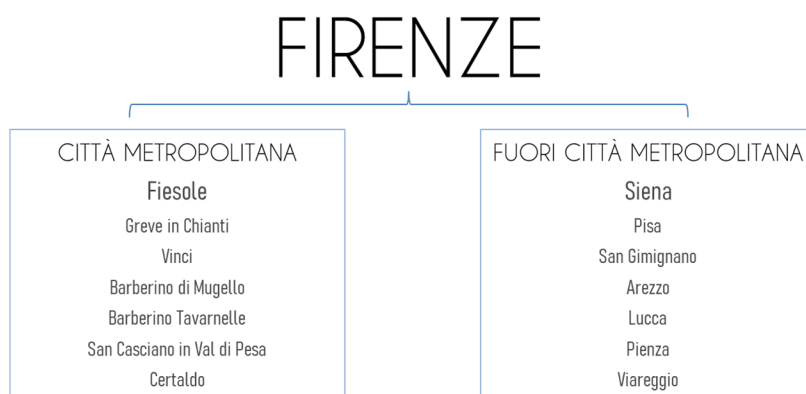 FIRENZE
CITTÀ METROPOLITANA
Fiesole
Greve in Chianti
Vinci
Barberino di Mugello
Barberino Tavarnelle
San Casciano in Val di Pesa
Certaldo
FUORI CITTÀ METROPOLITANA
Siena
Pisa
San Gimignano
Arezzo
Lucca
Pienza
Viareggio